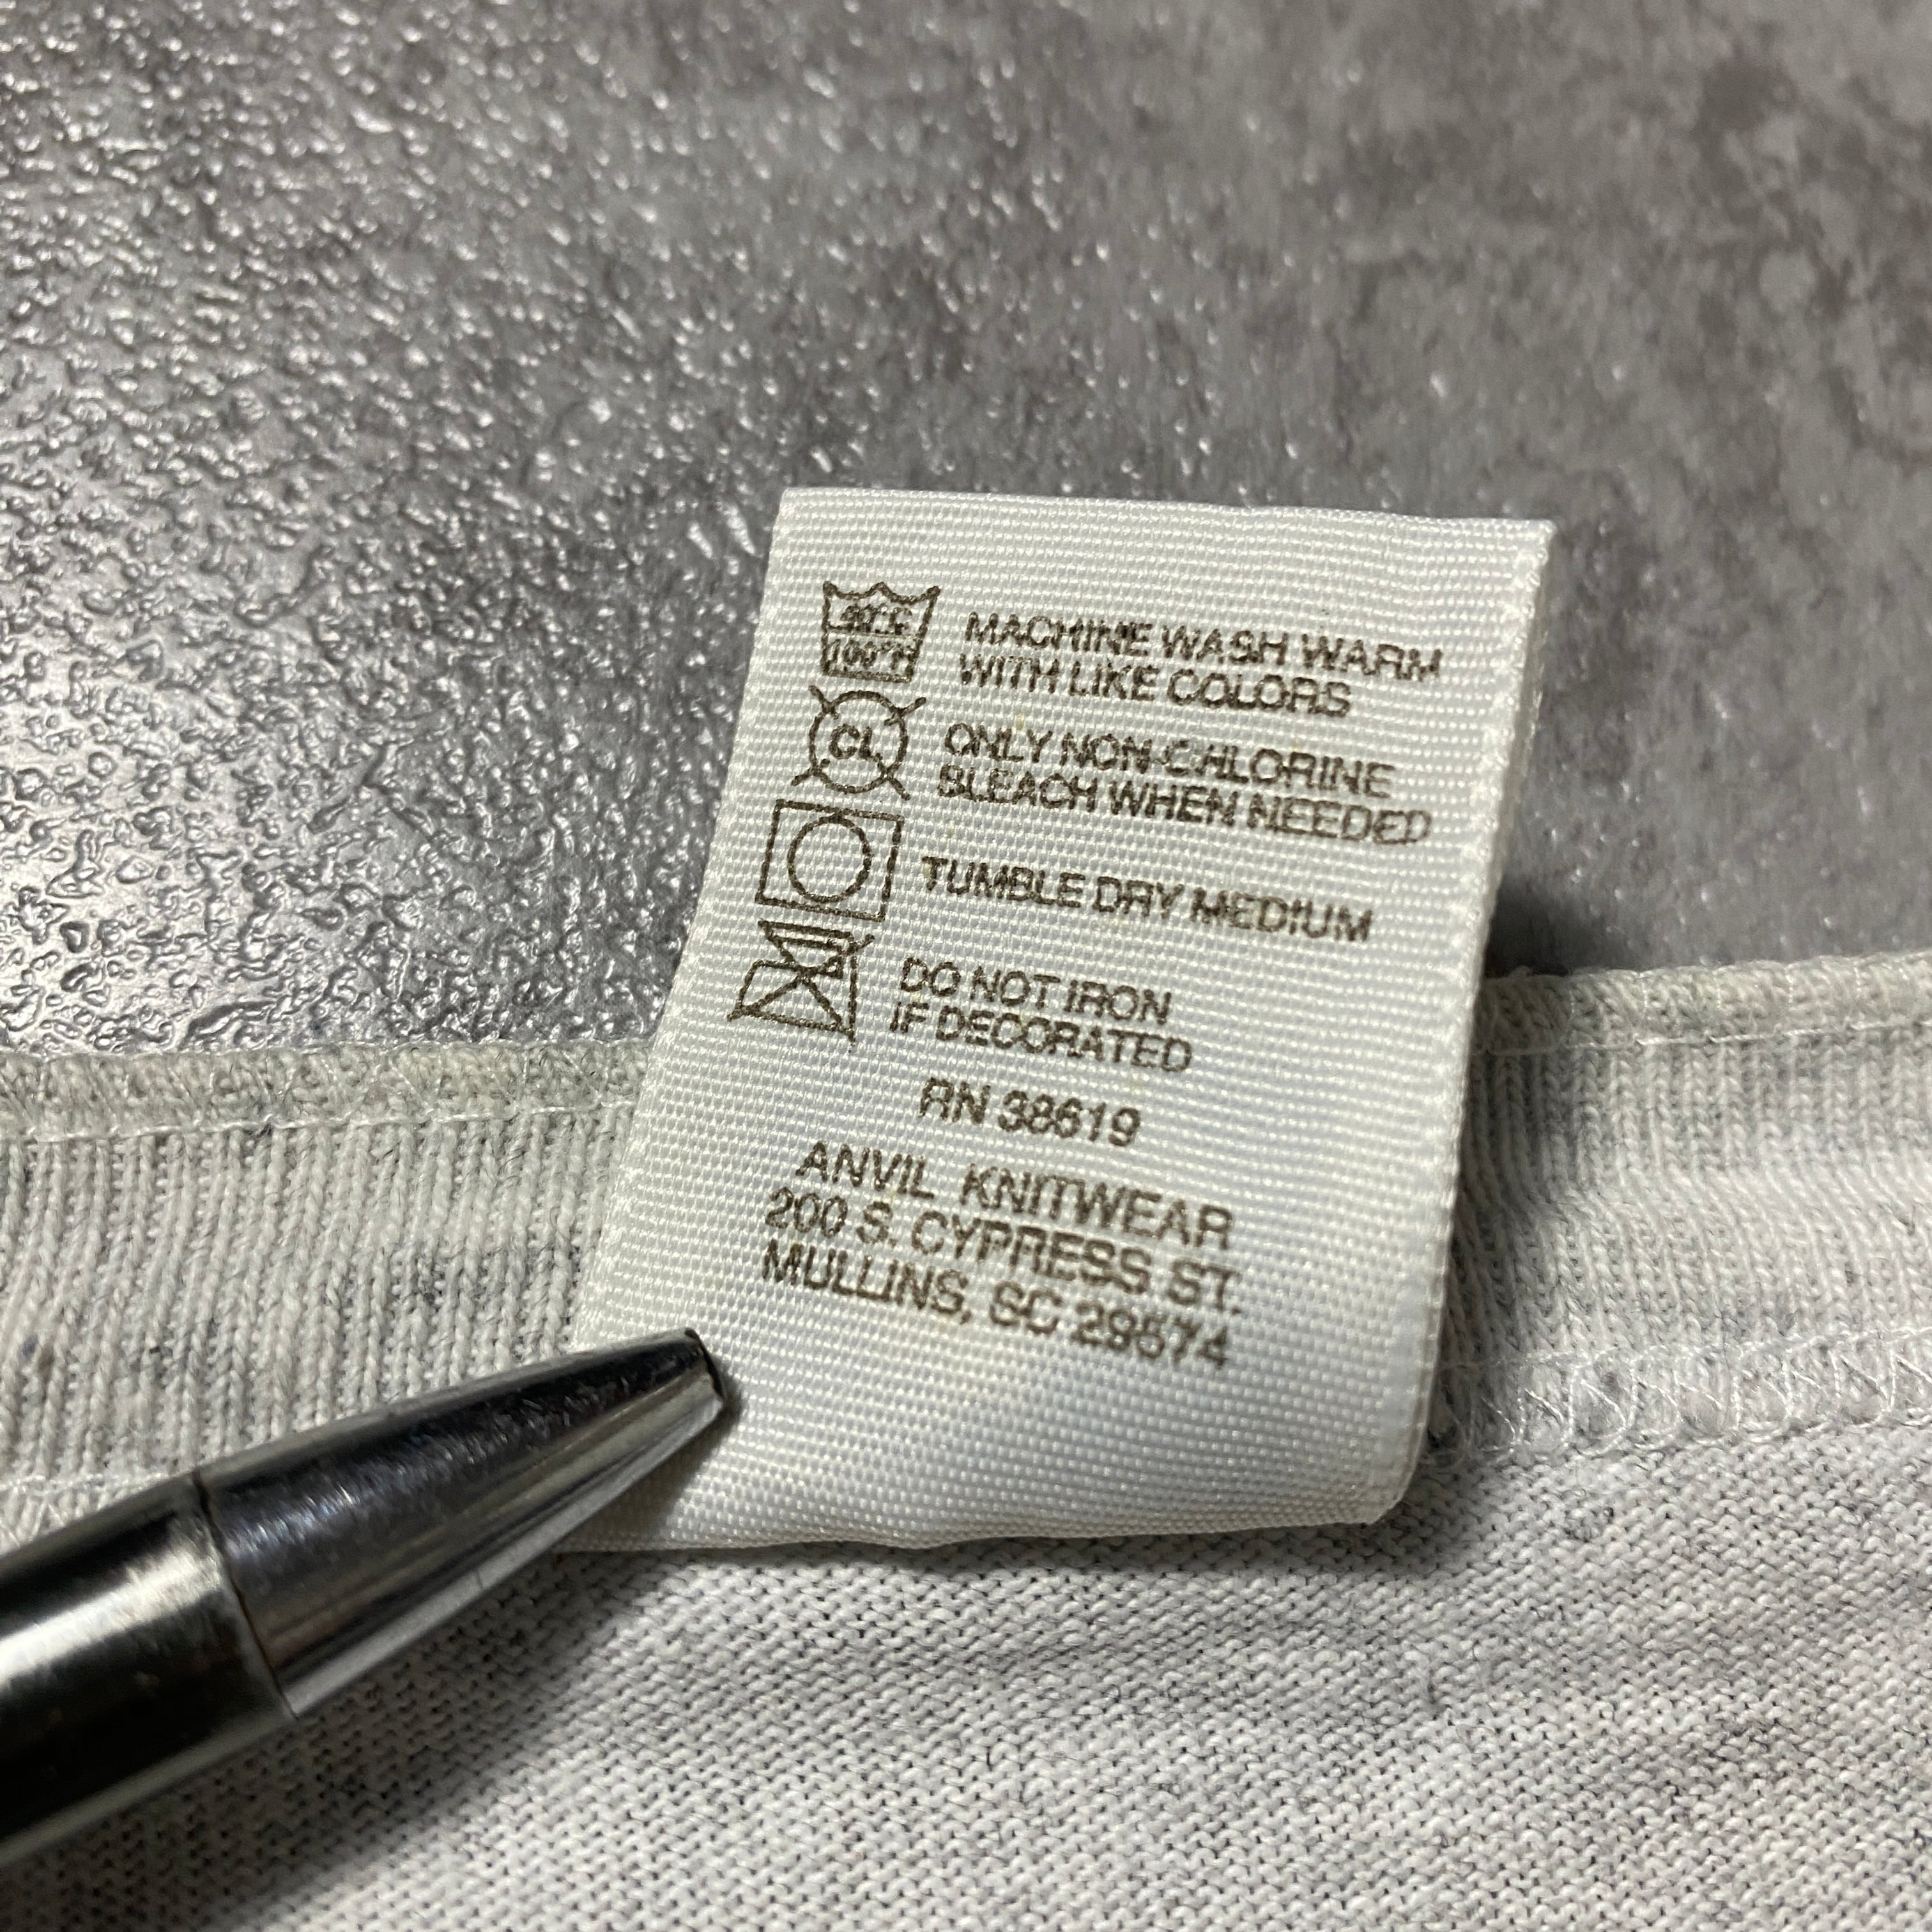 MACHINE WASH WARM
WITH LIKE COLORS
CL
ONLY NON-CHLORINE
BLEACH WHEN NEEDED
TUMBLE DRY MEDIUM
DO NOT IRON
IF DECORATED
RN 38619
ANVIL KNITWEAR
200 S. CYPRESS ST.
MULLINS, SC 29574